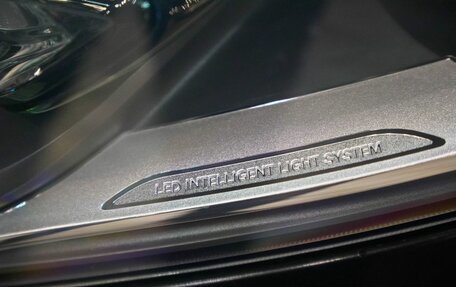 LED INTELLIGENT LIGHT SYSTEM